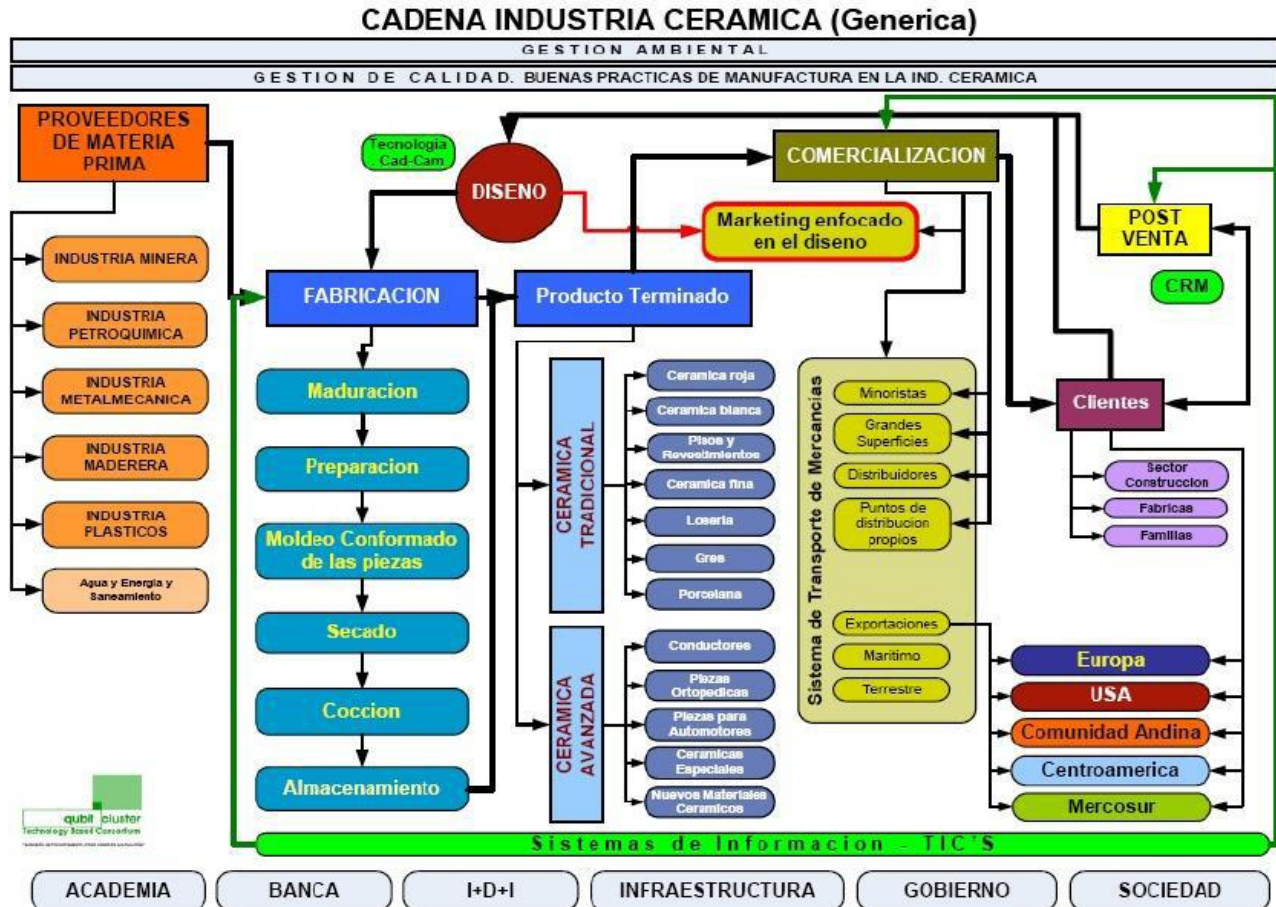 CADENA INDUSTRIA CERAMICA (Generica)
GESTION AMBIENTAL
GESTION DE CALIDAD. BUENAS PRACTICAS DE MANUFACTURA EN LA IND. CERAMICA
PROVEEDORES
DE MATERIA
PRIMA
INDUSTRIA MINERA
INDUSTRIA
PETROQUIMICA
INDUSTRIA
METALMECANICA
INDUSTRIA
MADERERA
INDUSTRIA
PLASTICOS
Agua y Energia y
Saneamiento
Tecnologia
Cad-Cam
DISENO
FABRICACION
Maduracion
Preparacion
Moldeo Conformado
de las piezas
Secado
Coccion
Almacenamiento
Producto Terminado
CERAMICA
TRADICIONAL
Ceramica roja
Ceramica blanca
Pisos y
Revestimientos
Ceramica fina
Loseria
Gres
Porcelana
CERAMICA
AVANZADA
Conductores
Piezas
Ortopedicas
Piezas para
Automotores
Ceramicas
Especiales
Nuevos Materiales
Ceramicos
COMERCIALIZACION
Marketing enfocado
en el diseno
Sistema de Transporte de Mercancias
Minoristas
Grandes
Superficies
Distribuidores
Puntos de
distribucion
propios
Exportaciones
Maritimo
Terrestre
POST
VENTA
CRM
Clientes
Sector
Construccion
Fabricas
Familias
Europa
USA
Comunidad Andina
Centroamerica
Mercosur
qubit cluster
Technology Based Consortium
Sistemas de Informacion - TIC'S
ACADEMIA
BANCA
I+D+I
INFRAESTRUCTURA
GOBIERNO
SOCIEDAD